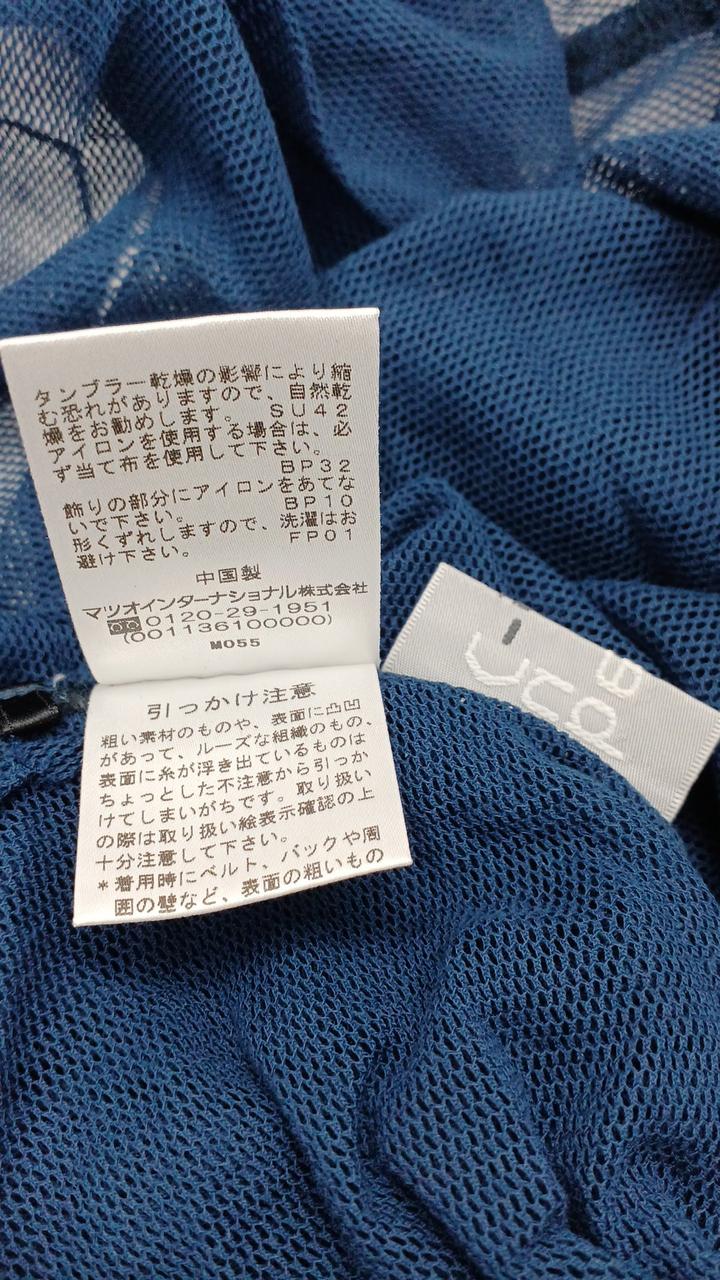 タンブラー乾燥の影響により縮
む恐れがありますので、自然乾
燥をお勧めします。 SU42
アイロンを使用する場合は、必
ず当て布を使用して下さい。
BP32
飾りの部分にアイロンをあてな
いで下さい。 BP10
形くずれしますので、洗濯はお
避け下さい。 FP01
中国製
マツオインターナショナル株式会社
0120-29-1951
(001136100000)
M055
引っかけ注意
粗い素材のものや、表面に凸凹
があって、ルーズな組織のもの、
表面に糸が浮き出ているものは
ちょっとした不注意から引っか
けてしまいがちです。取り扱い
の際は取り扱い絵表示確認の上
十分注意して下さい。
*着用時にベルト、バックや周
囲の壁など、表面の粗いもの